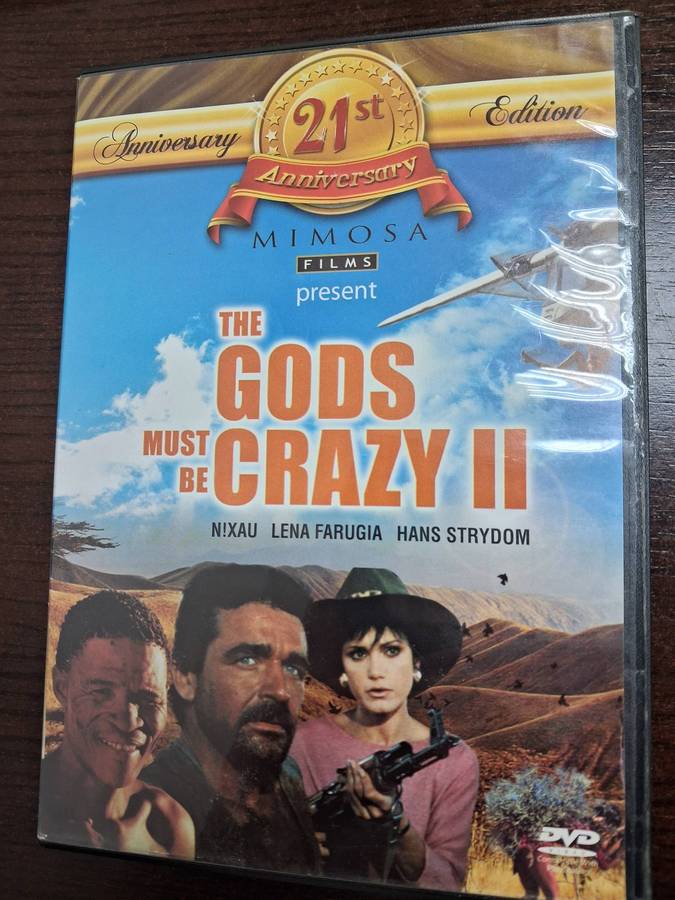 Anniversary
21st
Edition
Anniversary
MIMOSA
FILMS
present
THE
GODS
MUST
BE
CRAZY II
N!XAU LENA FARUGIA HANS STRYDOM
DVD